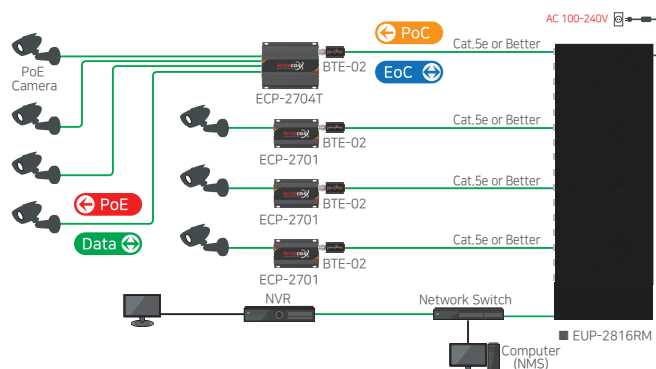 AC 100-240V
PoC
Cat.5e or Better
PoE
Camera
BTE-02
EoC
ECP-2704T
Cat.5e or Better
BTE-02
ECP-2701
Cat.5e or Better
PoE
BTE-02
ECP-2701
Data
Cat.5e or Better
BTE-02
ECP-2701
NVR
Network Switch
EUP-2816RM
Computer
(NMS)